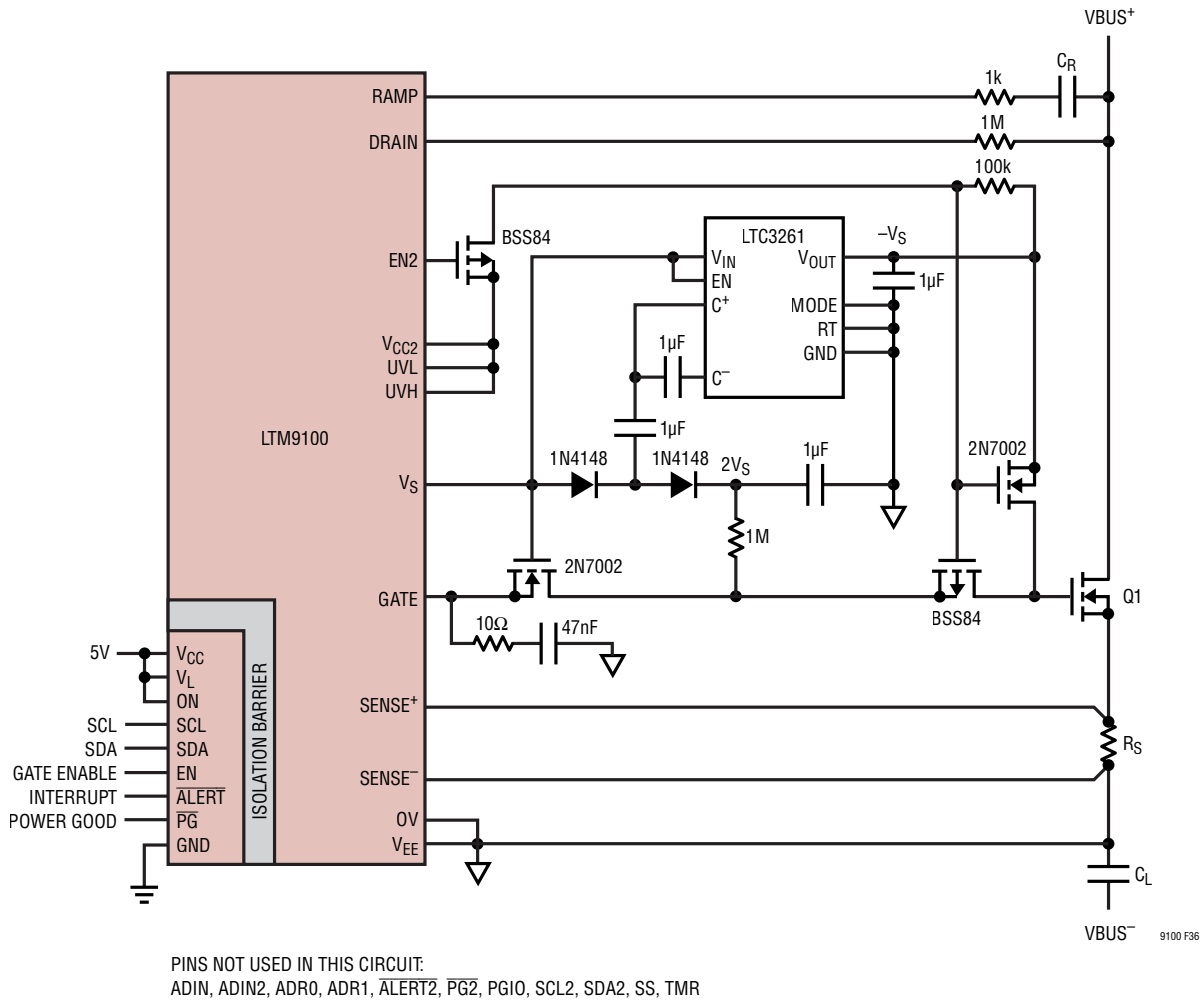 VBUS+
CR
RAMP
1k
1M
DRAIN
100k
BSS84
LTC3261
–VS
EN2
VIN
VOUT
EN
1µF
C+
MODE
RT
1µF
VCC2
GND
UVL
C–
UVH
LTM9100
1µF
2N7002
1N4148
1N4148
2VS
1µF
VS
1M
2N7002
GATE
BSS84
Q1
10Ω
47nF
5V
VCC
VL
ON
ISOLATION BARRIER
SENSE+
SCL
SCL
SDA
SDA
RS
GATE ENABLE
EN
SENSE–
INTERRUPT
ALERT
POWER GOOD
PG
0V
GND
VEE
CL
VBUS–
9100 F36
PINS NOT USED IN THIS CIRCUIT:
ADIN, ADIN2, ADR0, ADR1, ALERT2, PG2, PGIO, SCL2, SDA2, SS, TMR